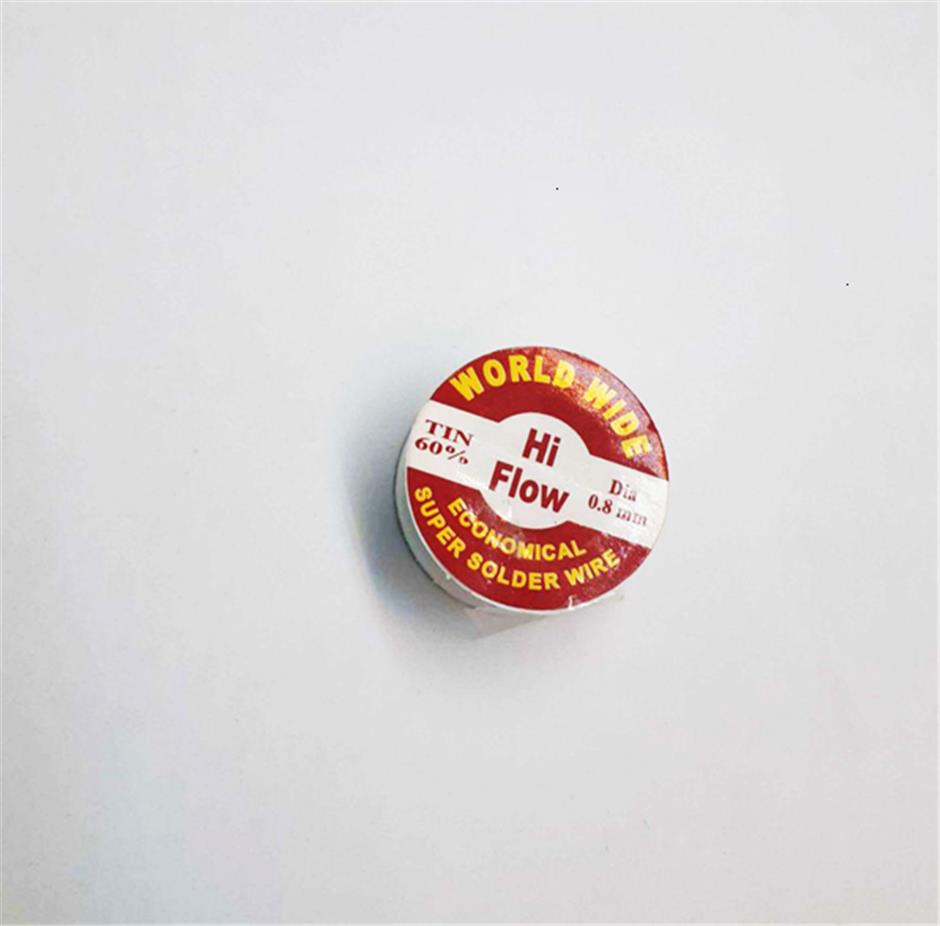 WORLD WIDE
TIN
60%
Hi
Flow
Dia
0.8 mm
ECONOMICAL
SUPER SOLDER WIRE